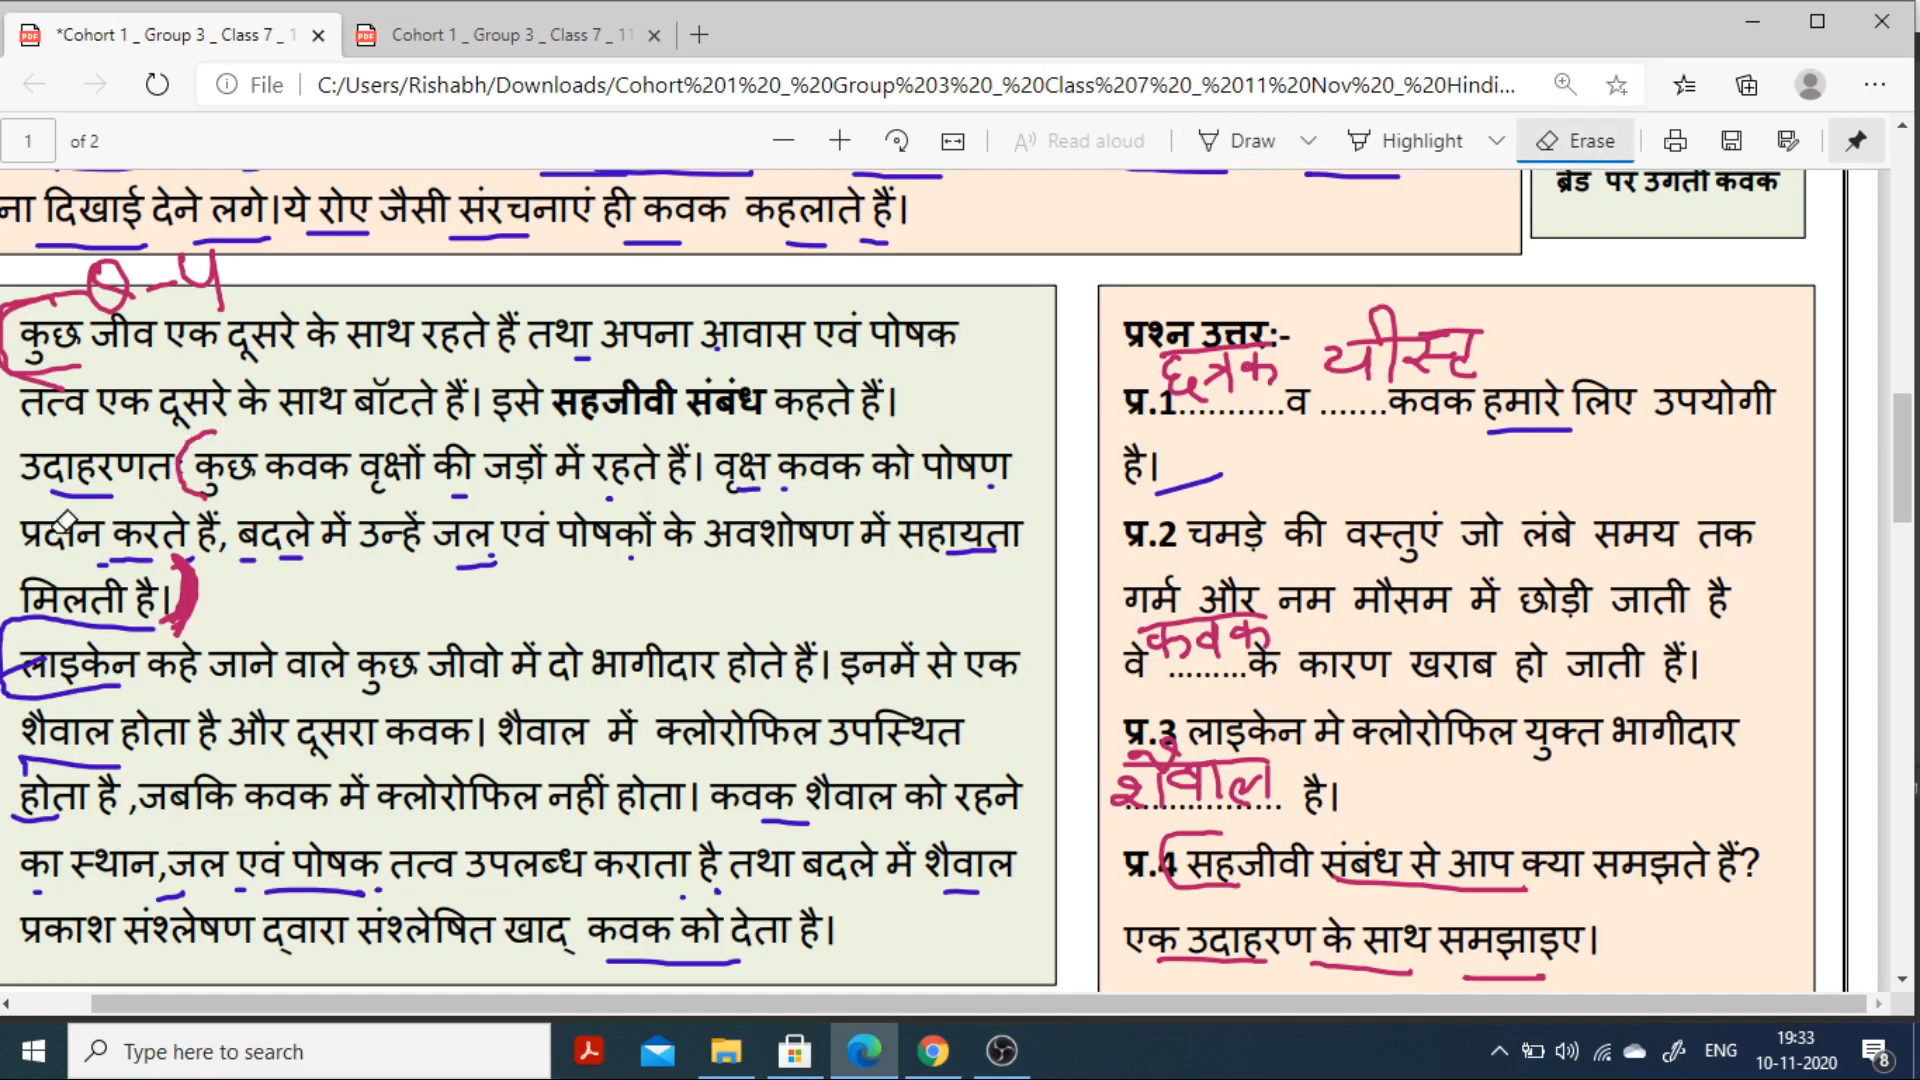 *Cohort 1 _ Group 3 _ Class 7 _ 1
Cohort 1 _ Group 3 _ Class 7 _ 11
File
C:/Users/Rishabh/Downloads/Cohort%201%20_%20Group%203%20_%20Class%207%20_%2011%20Nov%20_%20Hindi...
1 of 2
Read aloud
Draw
Highlight
Erase
ना दिखाई देने लगे।ये रोए जैसी संरचनाएं ही कवक कहलाते हैं।
ब्रेड पर उगती कवक
Q-4
कुछ जीव एक दूसरे के साथ रहते हैं तथा अपना आवास एवं पोषक
तत्व एक दूसरे के साथ बॉटते हैं। इसे सहजीवी संबंध कहते हैं।
उदाहरणत कुछ कवक वृक्षों की जड़ों में रहते हैं। वृक्ष कवक को पोषण
प्रदान करते हैं, बदले में उन्हें जल एवं पोषकों के अवशोषण में सहायता
मिलती है।
लाइकेन कहे जाने वाले कुछ जीवो में दो भागीदार होते हैं। इनमें से एक
शैवाल होता है और दूसरा कवक। शैवाल में क्लोरोफिल उपस्थित
होता है ,जबकि कवक में क्लोरोफिल नहीं होता। कवक शैवाल को रहने
का स्थान,जल एवं पोषक तत्व उपलब्ध कराता है तथा बदले में शैवाल
प्रकाश संश्लेषण द्वारा संश्लेषित खाद् कवक को देता है।
प्रश्न उत्तर:-
छत्रक यीस्ट
प्र.1...........व .......कवक हमारे लिए उपयोगी
है।
प्र.2 चमड़े की वस्तुएं जो लंबे समय तक
गर्म और नम मौसम में छोड़ी जाती है
कवक
वे .........के कारण खराब हो जाती हैं।
प्र.3 लाइकेन मे क्लोरोफिल युक्त भागीदार
शैवाल
................. है।
प्र.4 सहजीवी संबंध से आप क्या समझते हैं?
एक उदाहरण के साथ समझाइए।
Type here to search
ENG
19:33
10-11-2020
8